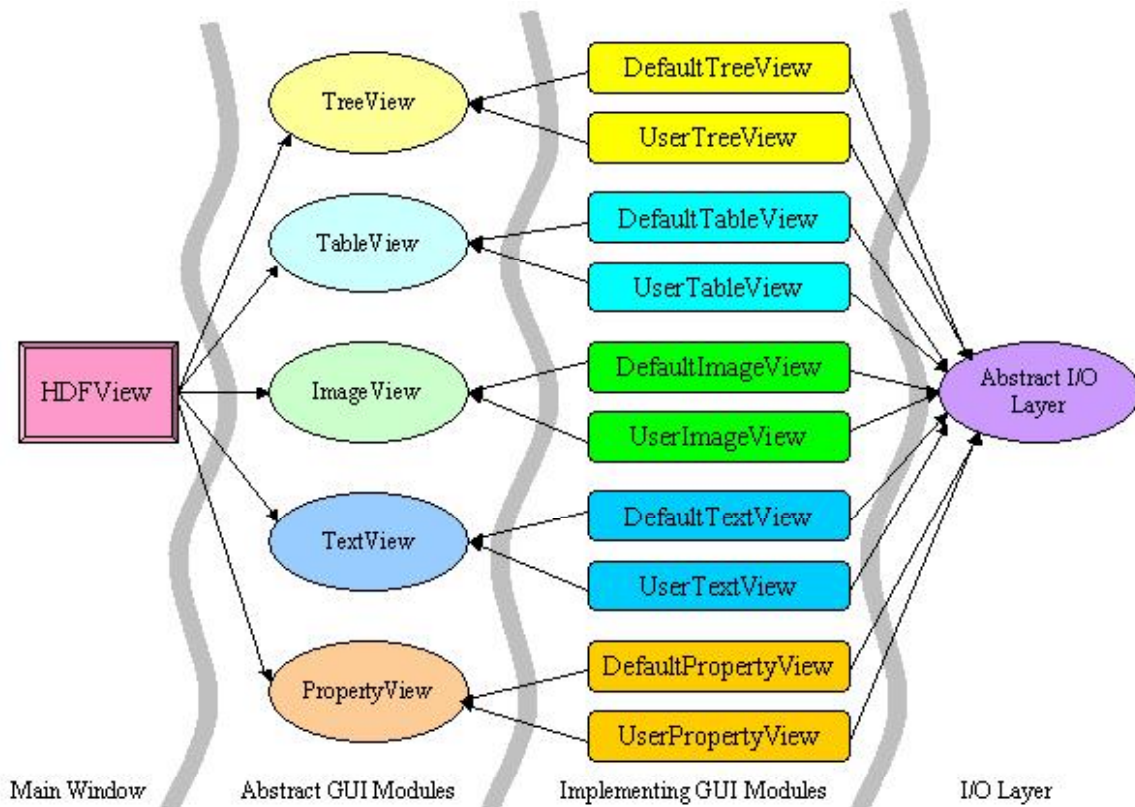 DefaultTreeView
TreeView
UserTreeView
DefaultTableView
TableView
UserTableView
HDFView
ImageView
DefaultImageView
Abstract I/O
Layer
UserImageView
DefaultTextView
TextView
UserTextView
DefaultPropertyView
PropertyView
UserPropertyView
Main Window
Abstract GUI Modules
Implementing GUI Modules
I/O Layer